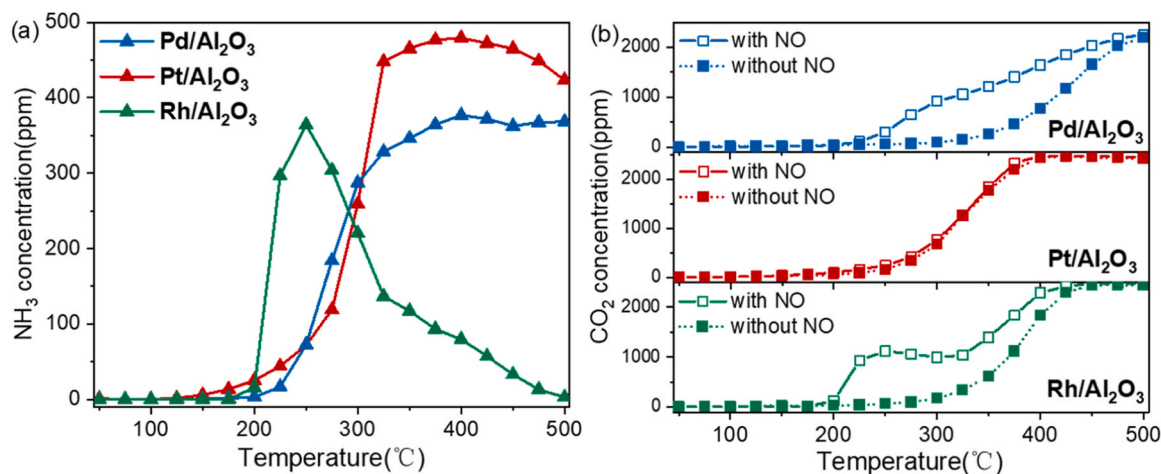 (a)
Pd/Al₂O₃
Pt/Al₂O₃
Rh/Al₂O₃
NH₃ concentration(ppm)
500
400
300
200
100
0
100 200 300 400 500
Temperature(℃)
(b)
with NO
without NO
Pd/Al₂O₃
2000
1000
0
with NO
without NO
Pt/Al₂O₃
2000
1000
0
with NO
without NO
Rh/Al₂O₃
2000
1000
0
CO₂ concentration(ppm)
100 200 300 400 500
Temperature(℃)